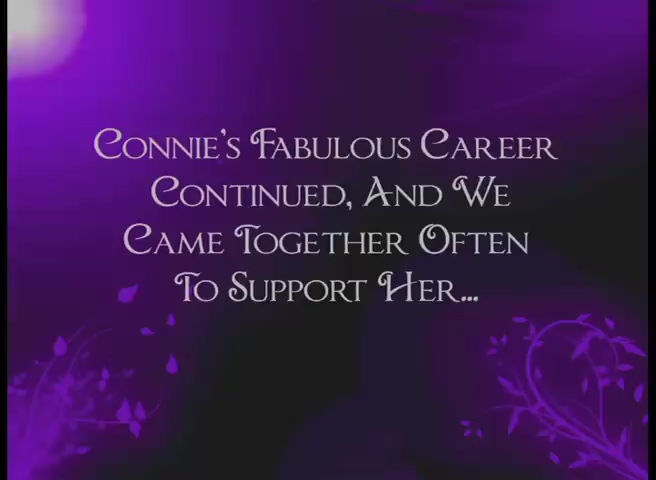 Connie's Fabulous Career
Continued, And We
Came Together Often
To Support Her...